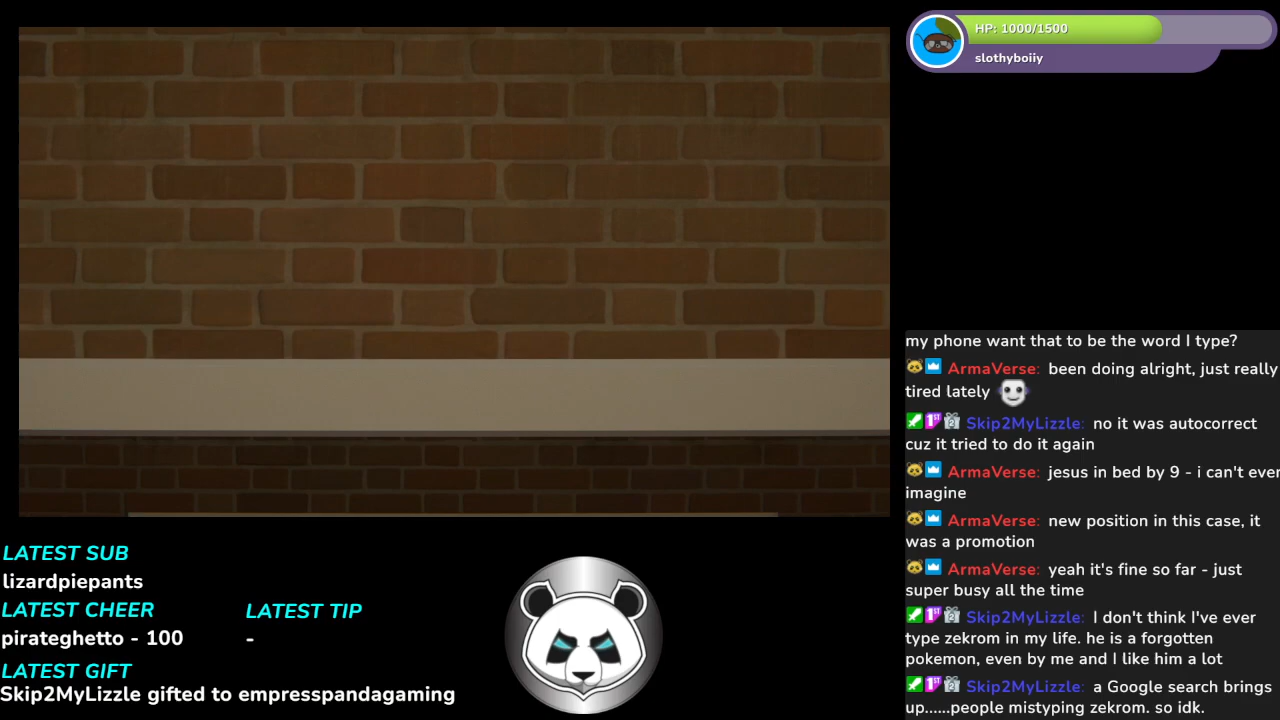 HP: 1000/1500
slothyboiiy
my phone want that to be the word I type?
ArmaVerse: been doing alright, just really
tired lately
Skip2MyLizzle: no it was autocorrect
cuz it tried to do it again
ArmaVerse: jesus in bed by 9 - i can't even
imagine
ArmaVerse: new position in this case, it
was a promotion
ArmaVerse: yeah it's fine so far - just
super busy all the time
Skip2MyLizzle: I don't think I've ever
type zekrom in my life. he is a forgotten
pokemon, even by me and I like him a lot
Skip2MyLizzle: a Google search brings
up......people mistyping zekrom. so idk.
LATEST SUB
lizardpiepants
LATEST CHEER
pirateghetto - 100
LATEST TIP
-
LATEST GIFT
Skip2MyLizzle gifted to empresspandagaming